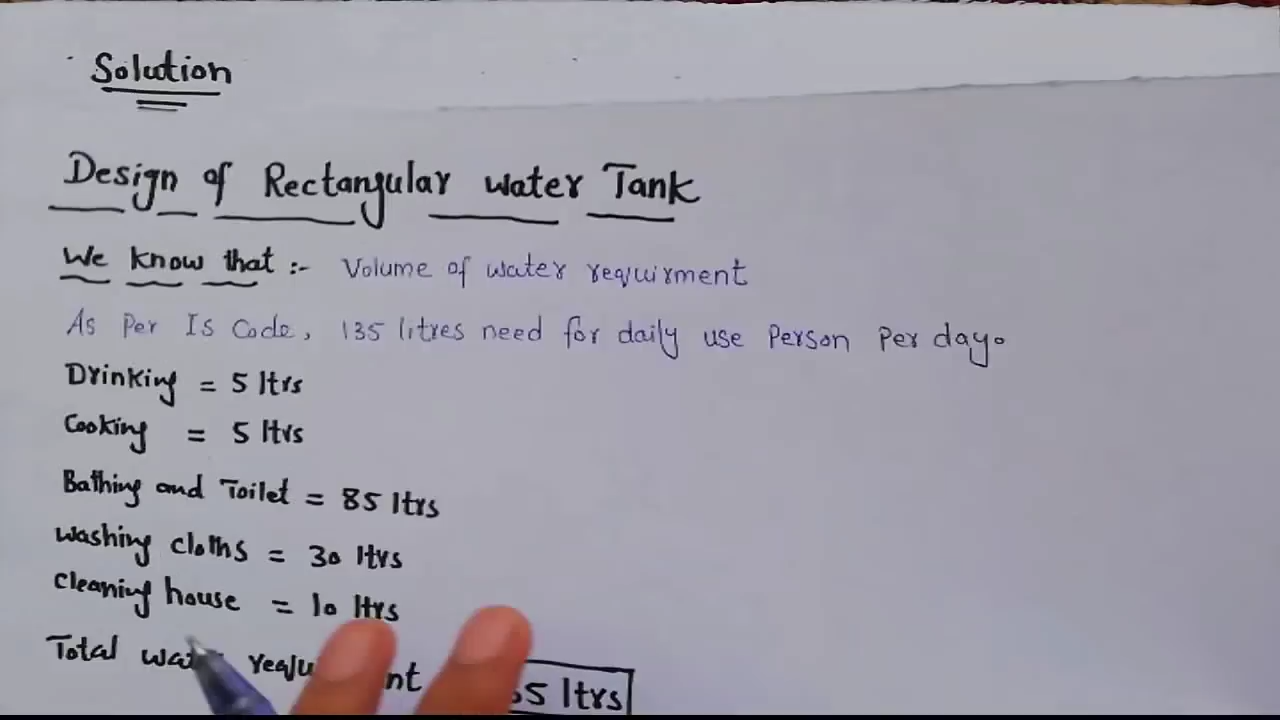 Solution
Design of Rectangular water Tank
We know that :- Volume of water requirment
As Per Is Code, 135 litres need for daily use Person Per day.
Drinking = 5 ltrs
Cooking = 5 ltrs
Bathing and Toilet = 85 ltrs
washing cloths = 30 ltrs
Cleaning house = 10 ltrs
Total ltrs